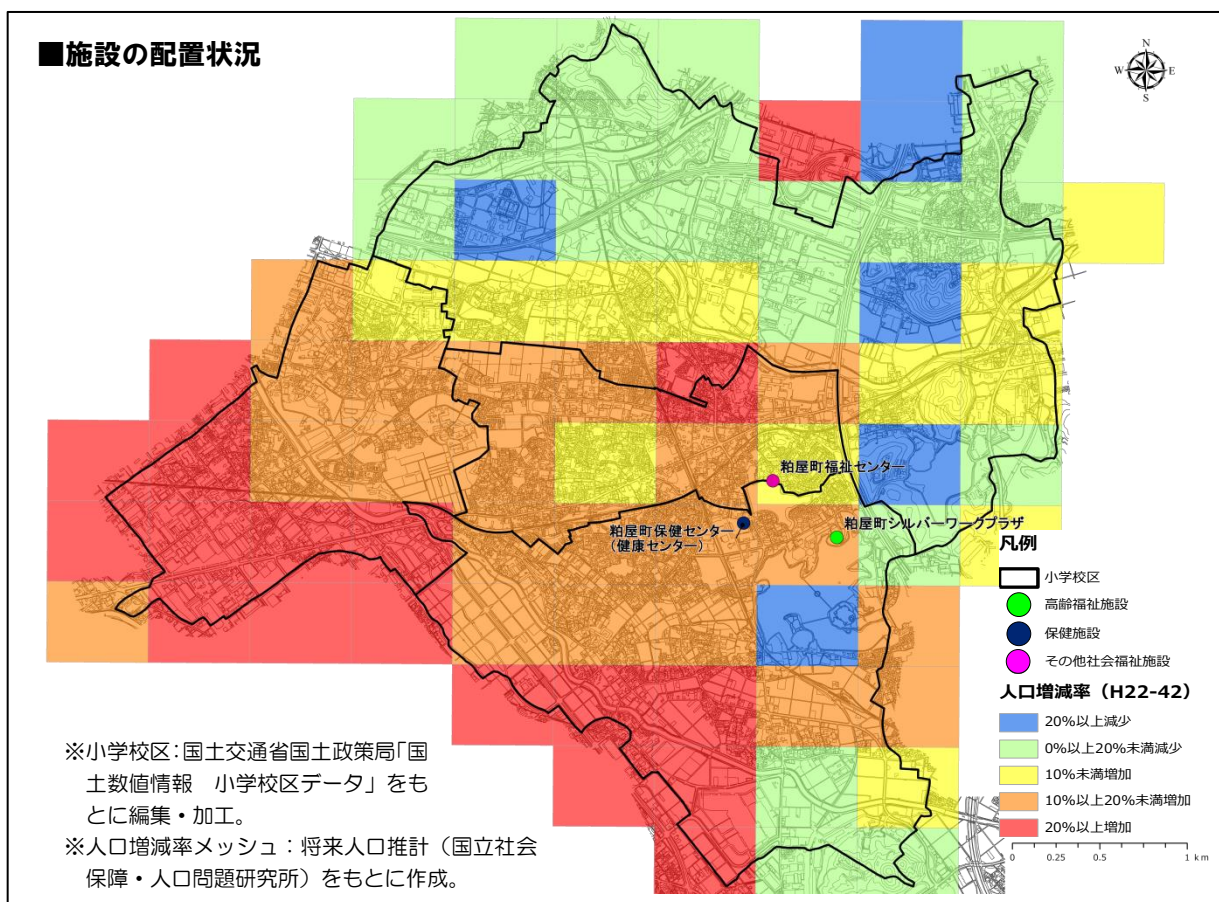 ■施設の配置状況
N
W E
S
粕屋町福祉センター
粕屋町保健センター
(健康センター)
粕屋町シルバーワークプラザ
凡例
小学校区
高齢福祉施設
保健施設
その他社会福祉施設
人口増減率（H22-42）
20%以上減少
0%以上20%未満減少
10%未満増加
10%以上20%未満増加
20%以上増加
0 0.25 0.5 1 km
※小学校区：国土交通省国土政策局「国
土数値情報　小学校区データ」をも
とに編集・加工。
※人口増減率メッシュ：将来人口推計（国立社会
保障・人口問題研究所）をもとに作成。